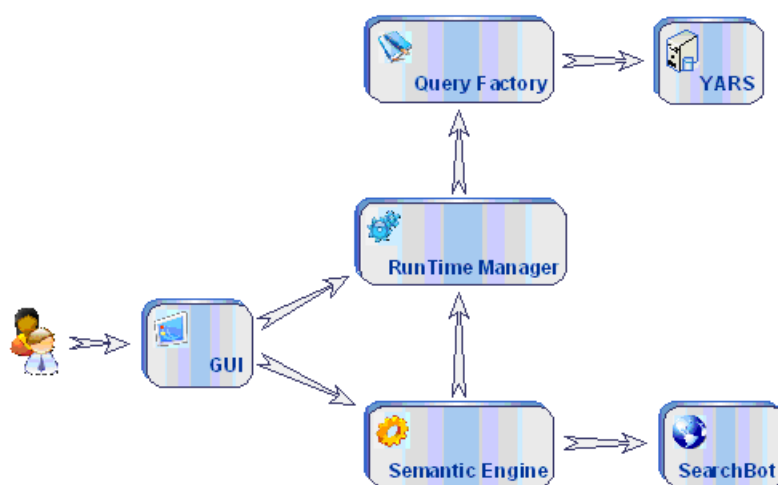 Query Factory
YARS
RunTime Manager
GUI
Semantic Engine
SearchBot